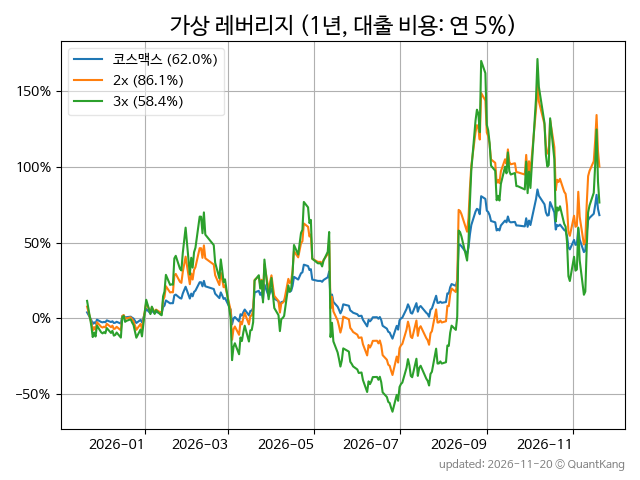 가상 레버리지 (1년, 대출 비용: 연 5%)
코스맥스 (62.0%)
2x (86.1%)
3x (58.4%)
150%
100%
50%
0%
−50%
2026-01
2026-03
2026-05
2026-07
2026-09
2026-11
updated: 2026-11-20 © QuantKang